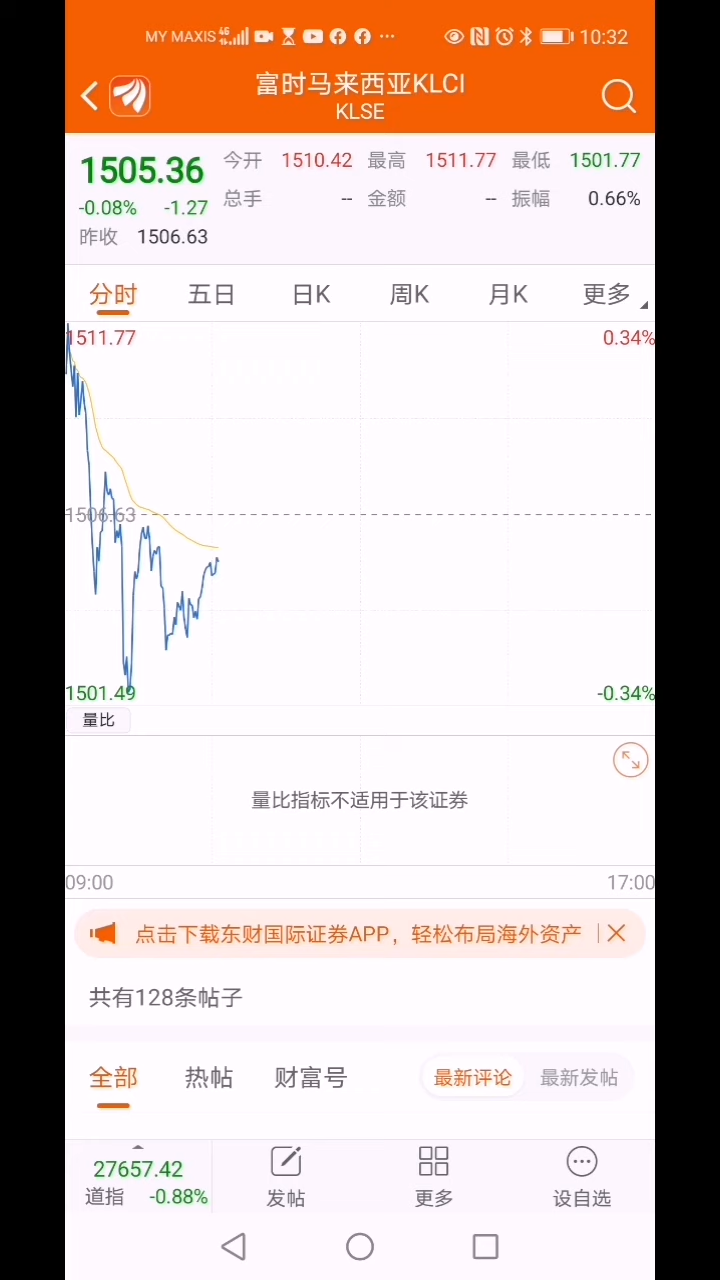 MY MAXIS 4G 10:32
富时马来西亚KLCI
KLSE
1505.36 今开 1510.42 最高 1511.77 最低 1501.77
-0.08% -1.27 总手 -- 金额 -- 振幅 0.66%
昨收 1506.63
分时 五日 日K 周K 月K 更多
1511.77 0.34%
1506.63
1501.49 -0.34%
量比
量比指标不适用于该证券
09:00 17:00
点击下载东财国际证券APP，轻松布局海外资产
共有128条帖子
全部 热帖 财富号 最新评论 最新发帖
27657.42
道指 -0.88% 发帖 更多 设自选